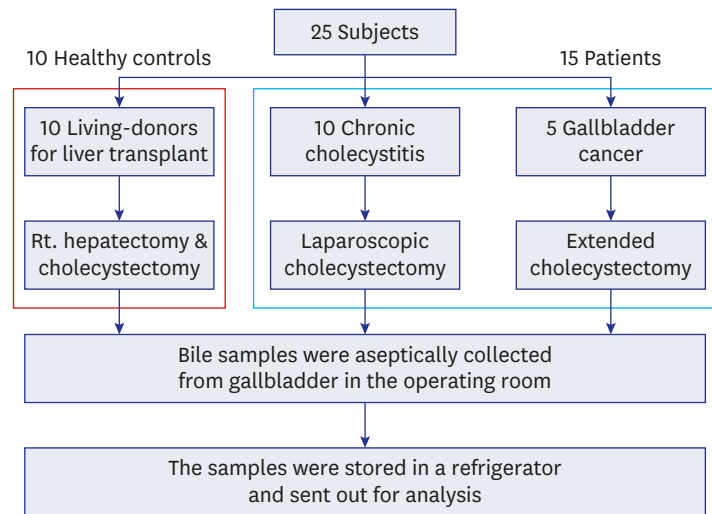 25 Subjects
10 Healthy controls
15 Patients
10 Living-donors
for liver transplant
10 Chronic
cholecystitis
5 Gallbladder
cancer
Rt. hepatectomy &
cholecystectomy
Laparoscopic
cholecystectomy
Extended
cholecystectomy
Bile samples were aseptically collected
from gallbladder in the operating room
The samples were stored in a refrigerator
and sent out for analysis